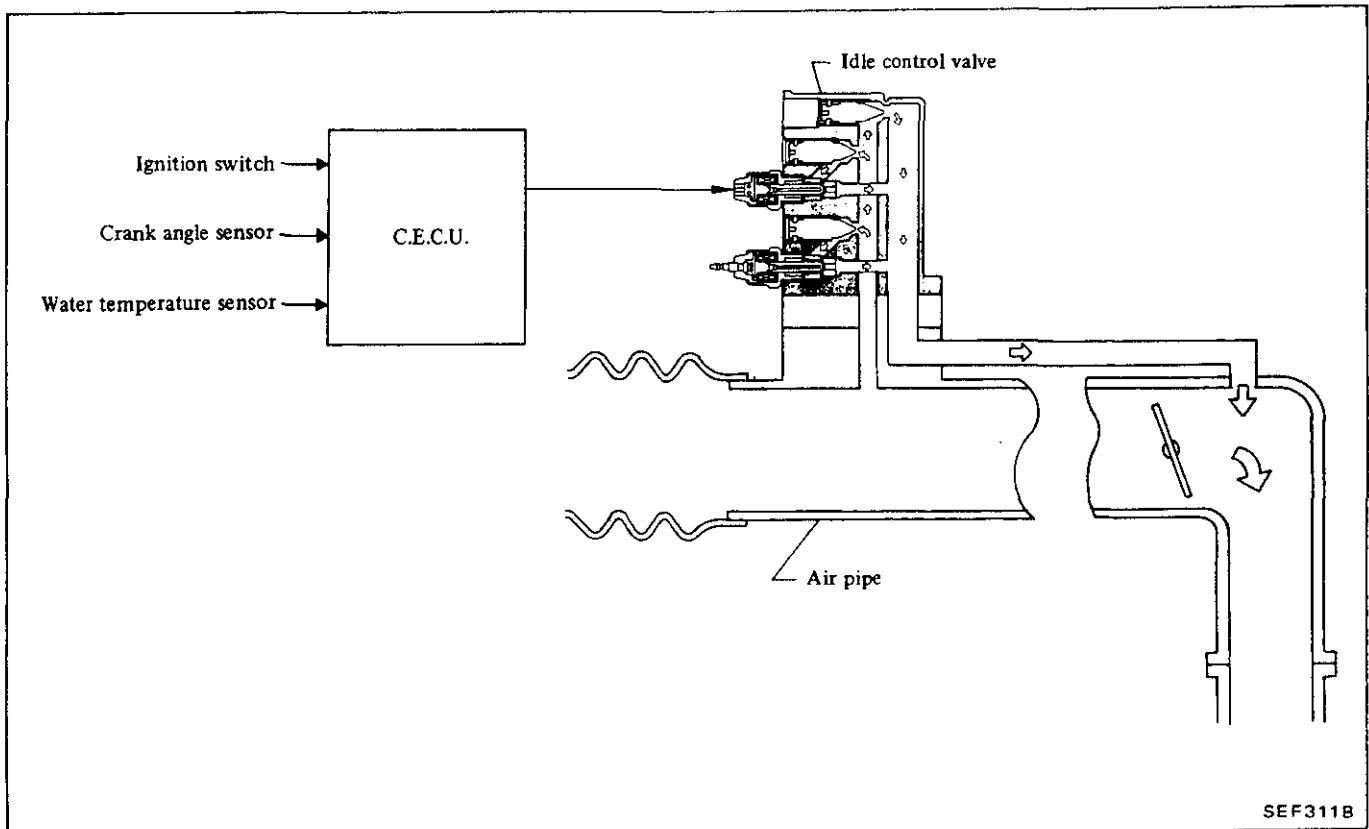 Idle control valve
Ignition switch
Crank angle sensor
C.E.C.U.
Water temperature sensor
Air pipe
SEF311B